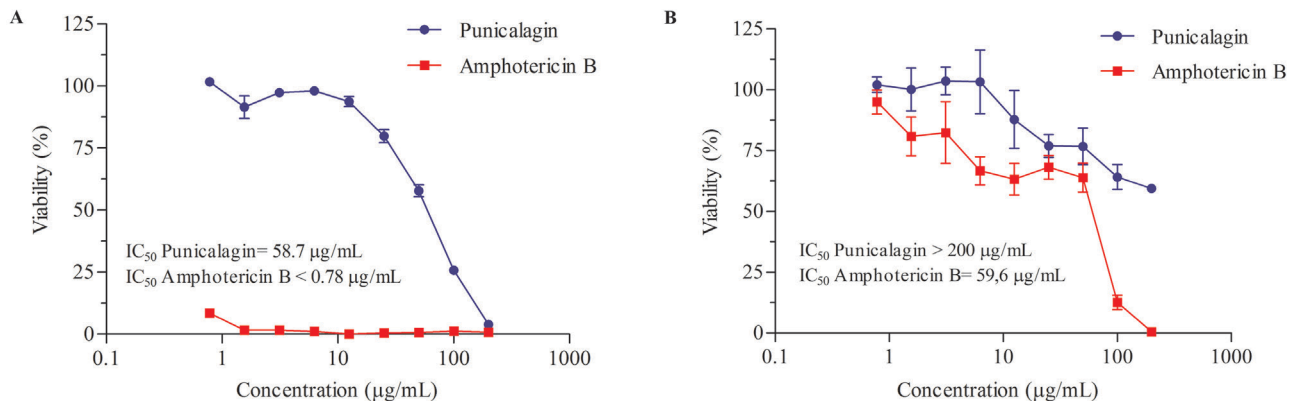 A
125
100
75
50
25
0
Viability (%)
Punicalagin
Amphotericin B
IC₅₀ Punicalagin= 58.7 µg/mL
IC₅₀ Amphotericin B < 0.78 µg/mL
0.1 1 10 100 1000
Concentration (µg/mL)
B
125
100
75
50
25
0
Viability (%)
Punicalagin
Amphotericin B
IC₅₀ Punicalagin > 200 µg/mL
IC₅₀ Amphotericin B= 59,6 µg/mL
0.1 1 10 100 1000
Concentration (µg/mL)